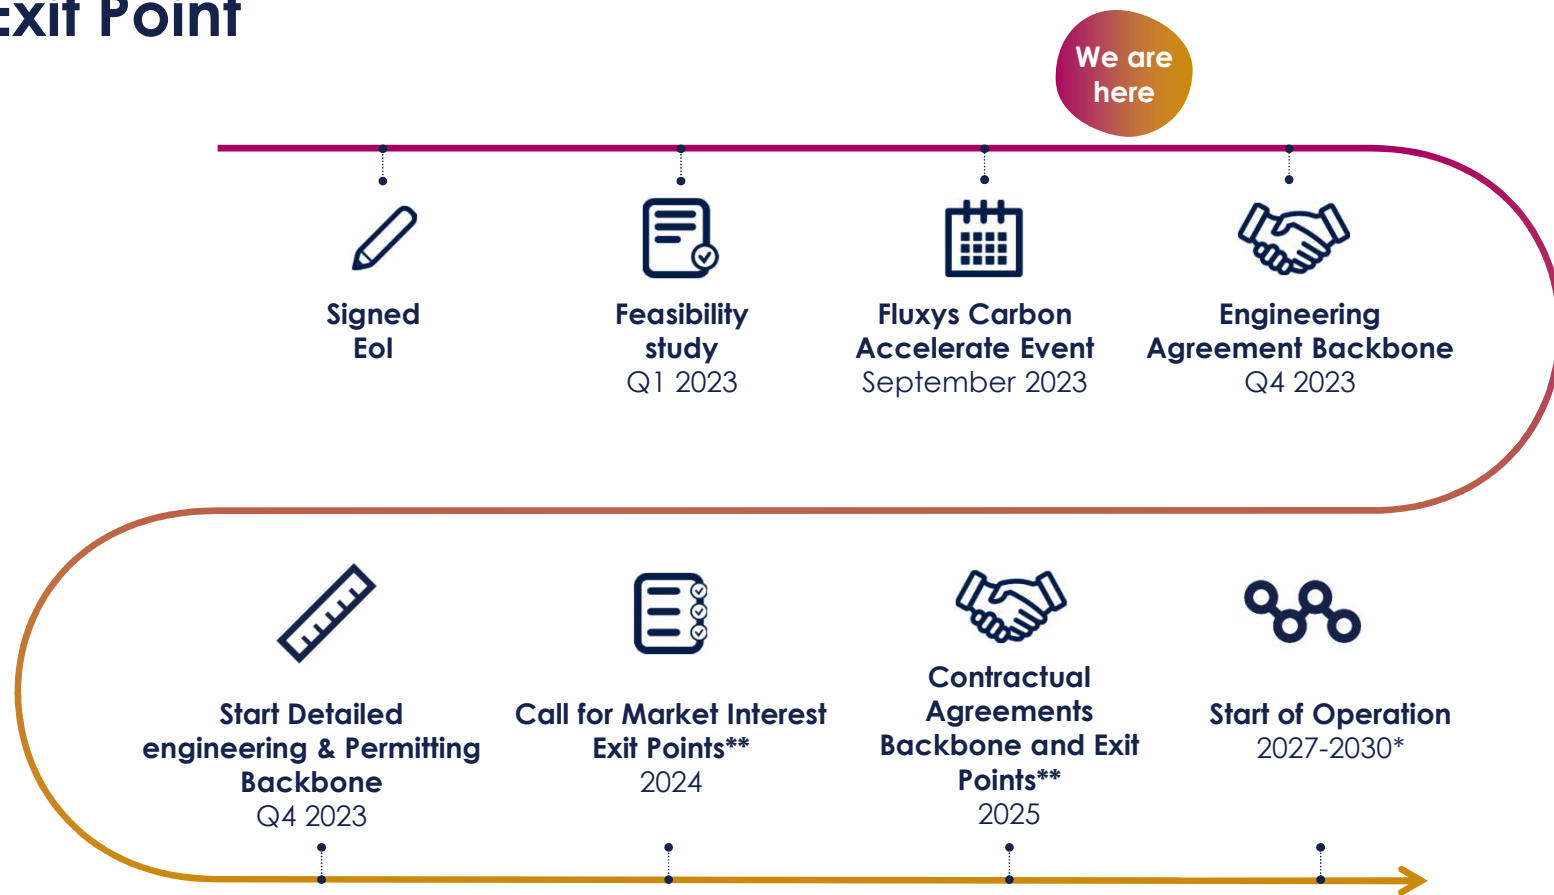 Exit Point
We are
here
Signed
EoI
Feasibility
study
Q1 2023
Fluxys Carbon
Accelerate Event
September 2023
Engineering
Agreement Backbone
Q4 2023
Start Detailed
engineering & Permitting
Backbone
Q4 2023
Call for Market Interest
Exit Points**
2024
Contractual
Agreements
Backbone and Exit
Points**
2025
Start of Operation
2027-2030*